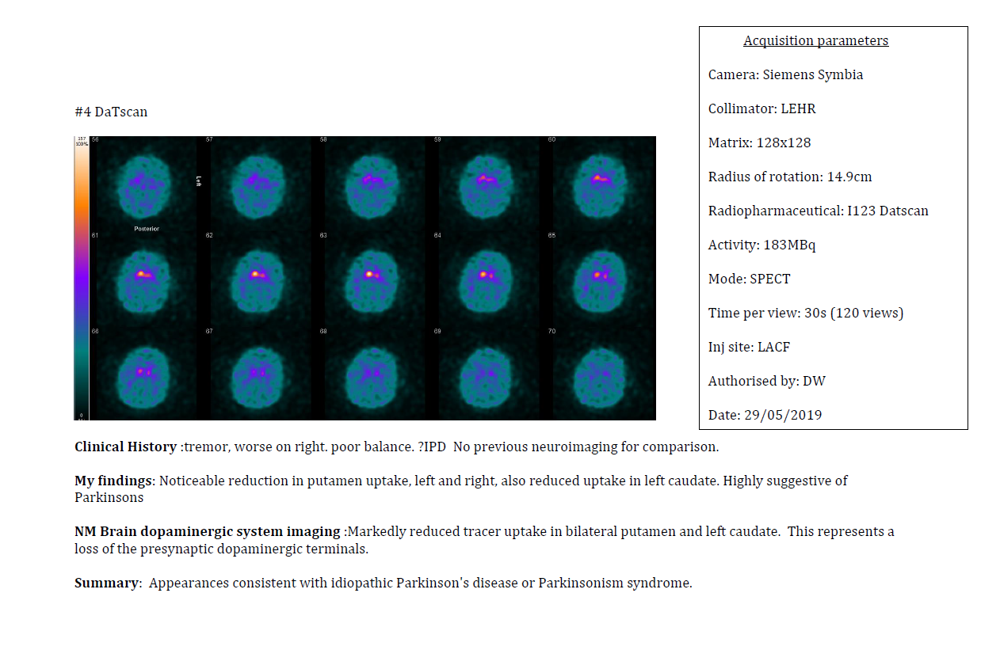 Acquisition parameters
Camera: Siemens Symbia
Collimator: LEHR
Matrix: 128x128
Radius of rotation: 14.9cm
Radiopharmaceutical: I123 Datscan
Activity: 183MBq
Mode: SPECT
Time per view: 30s (120 views)
Inj site: LACF
Authorised by: DW
Date: 29/05/2019
#4 DaTscan
157
100%
56 57 58 59 60
Left
Posterior
61 62 63 64 65
66 67 68 69 70
0
Clinical History :tremor, worse on right. poor balance. ?IPD  No previous neuroimaging for comparison.
My findings: Noticeable reduction in putamen uptake, left and right, also reduced uptake in left caudate. Highly suggestive of
Parkinsons
NM Brain dopaminergic system imaging :Markedly reduced tracer uptake in bilateral putamen and left caudate.  This represents a
loss of the presynaptic dopaminergic terminals.
Summary:  Appearances consistent with idiopathic Parkinson's disease or Parkinsonism syndrome.